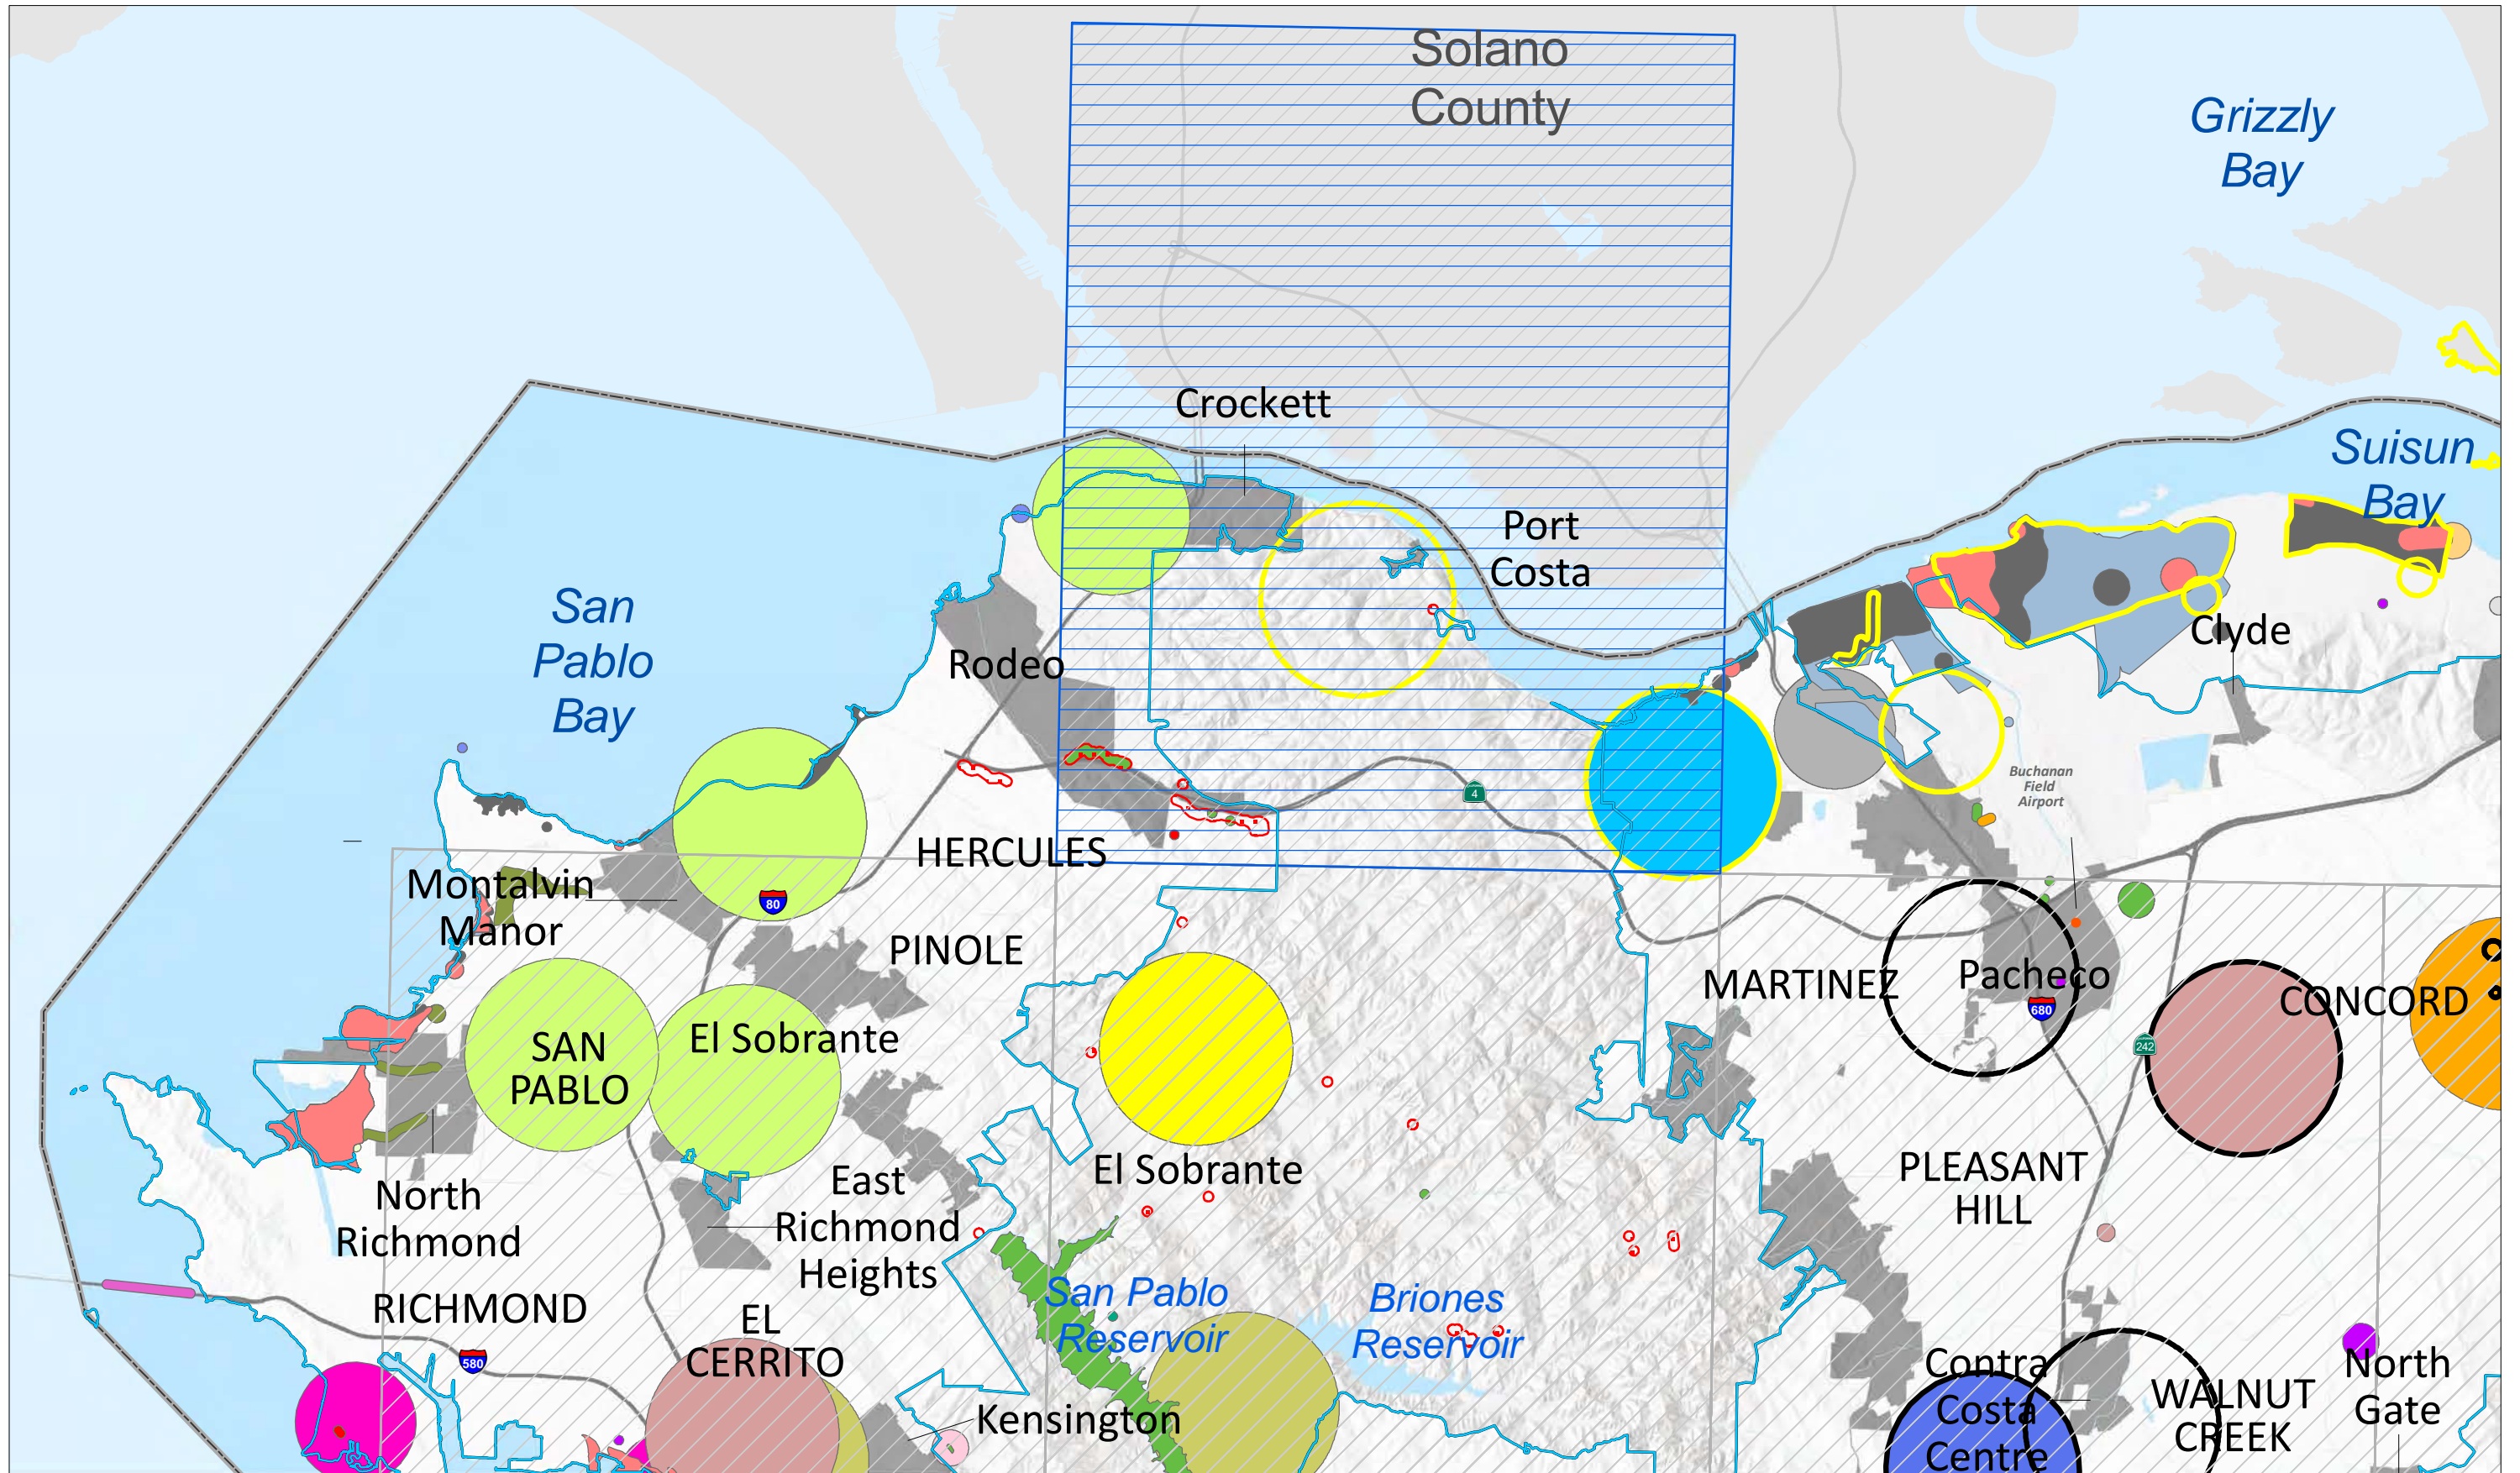 Solano
County
Grizzly
Bay
Crockett
Suisun
Bay
Port
Costa
San
Pablo
Bay
Clyde
Rodeo
Buchanan
Field
Airport
4
HERCULES
Montalvin
Manor
80
PINOLE
MARTINEZ
Pacheco
CONCORD
680
SAN
PABLO
El Sobrante
242
El Sobrante
East
Richmond
Heights
PLEASANT
HILL
North
Richmond
San Pablo
Reservoir
Briones
Reservoir
RICHMOND
EL
CERRITO
580
Contra
Costa
Centre
North
Gate
WALNUT
CREEK
Kensington